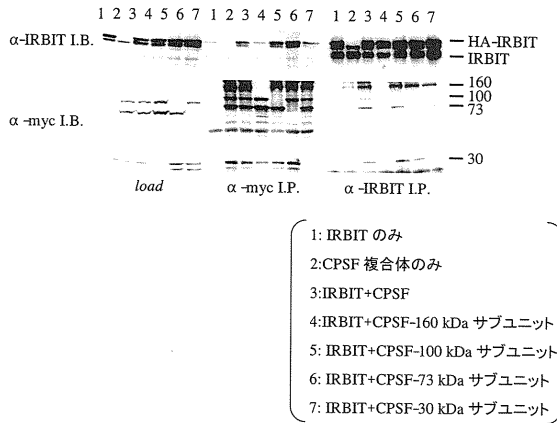 1 2 3 4 5 6 7 1 2 3 4 5 6 7 1 2 3 4 5 6 7
α-IRBIT I.B.
HA-IRBIT
IRBIT
160
100
73
α -myc I.B.
30
load α -myc I.P. α -IRBIT I.P.
1: IRBIT のみ
2:CPSF 複合体のみ
3:IRBIT+CPSF
4:IRBIT+CPSF-160 kDa サブユニット
5: IRBIT+CPSF-100 kDa サブユニット
6: IRBIT+CPSF-73 kDa サブユニット
7: IRBIT+CPSF-30 kDa サブユニット